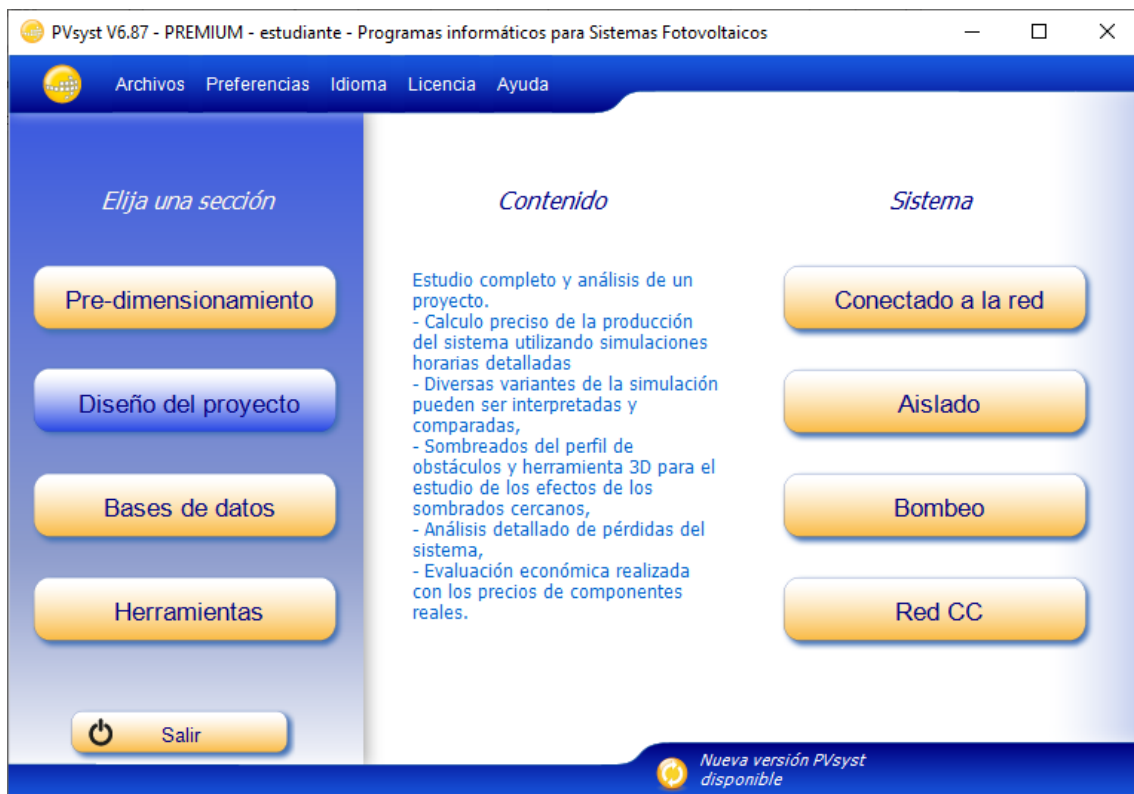 PVsyst V6.87 - PREMIUM - estudiante - Programas informáticos para Sistemas Fotovoltaicos
Archivos Preferencias Idioma Licencia Ayuda
Elija una sección
Pre-dimensionamiento
Diseño del proyecto
Bases de datos
Herramientas
Salir
Contenido
Estudio completo y análisis de un
proyecto.
- Calculo preciso de la producción
del sistema utilizando simulaciones
horarias detalladas
- Diversas variantes de la simulación
pueden ser interpretadas y
comparadas,
- Sombreados del perfil de
obstáculos y herramienta 3D para el
estudio de los efectos de los
sombrados cercanos,
- Análisis detallado de pérdidas del
sistema,
- Evaluación económica realizada
con los precios de componentes
reales.
Sistema
Conectado a la red
Aislado
Bombeo
Red CC
Nueva versión PVsyst
disponible